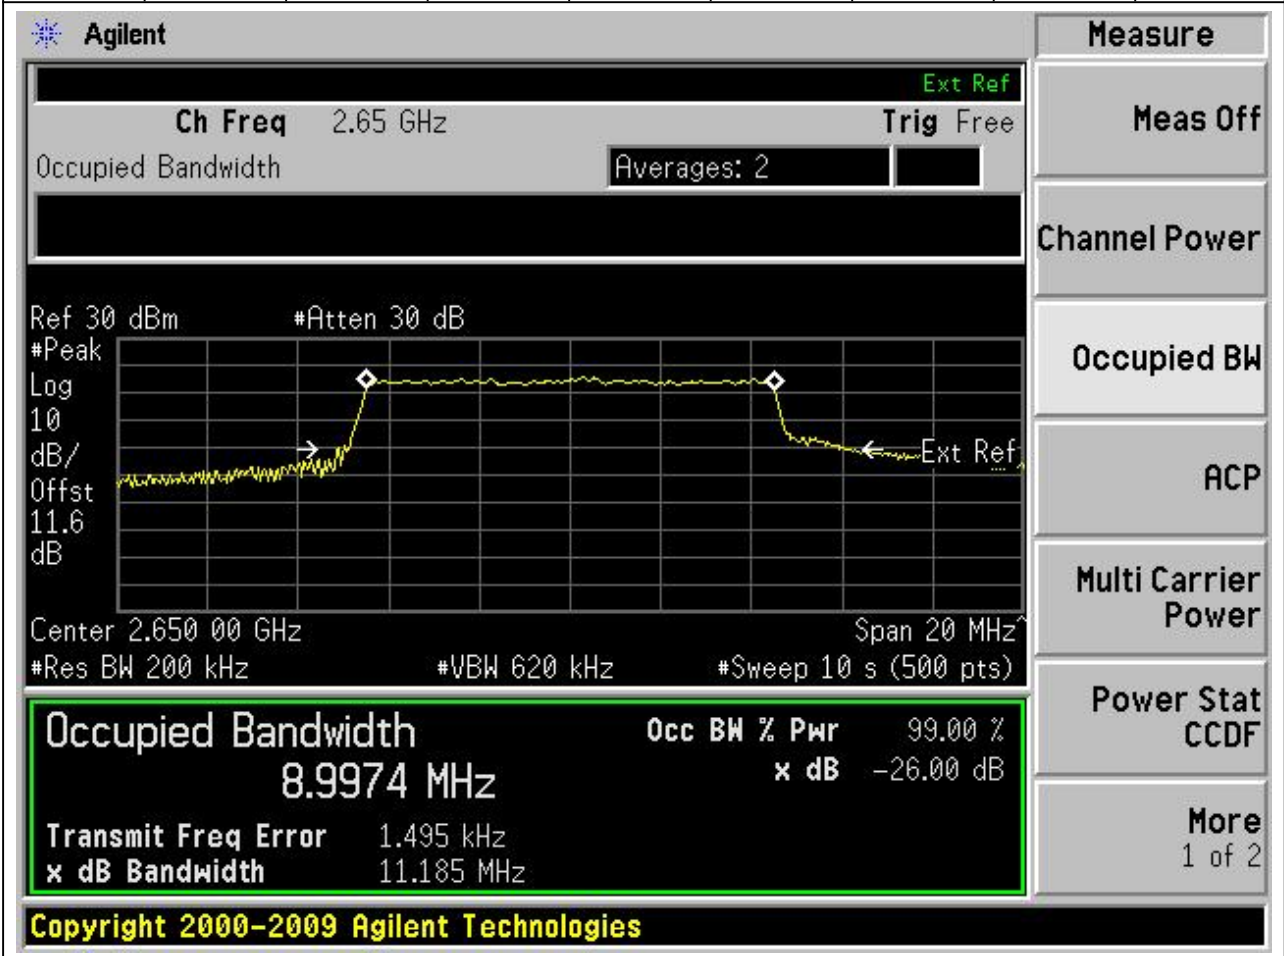 Agilent
Measure
Ext Ref
Ch Freq 2.65 GHz Trig Free
Meas Off
Occupied Bandwidth Averages: 2
Channel Power
Ref 30 dBm #Atten 30 dB
#Peak
Log
10
dB/
Offst
11.6
dB
Ext Ref
Occupied BW
ACP
Center 2.650 00 GHz Span 20 MHz^
#Res BW 200 kHz #VBW 620 kHz #Sweep 10 s (500 pts)
Multi Carrier
Power
Occupied Bandwidth Occ BW % Pwr 99.00 %
8.9974 MHz x dB -26.00 dB
Transmit Freq Error 1.495 kHz
x dB Bandwidth 11.185 MHz
Power Stat
CCDF
More
1 of 2
Copyright 2000-2009 Agilent Technologies